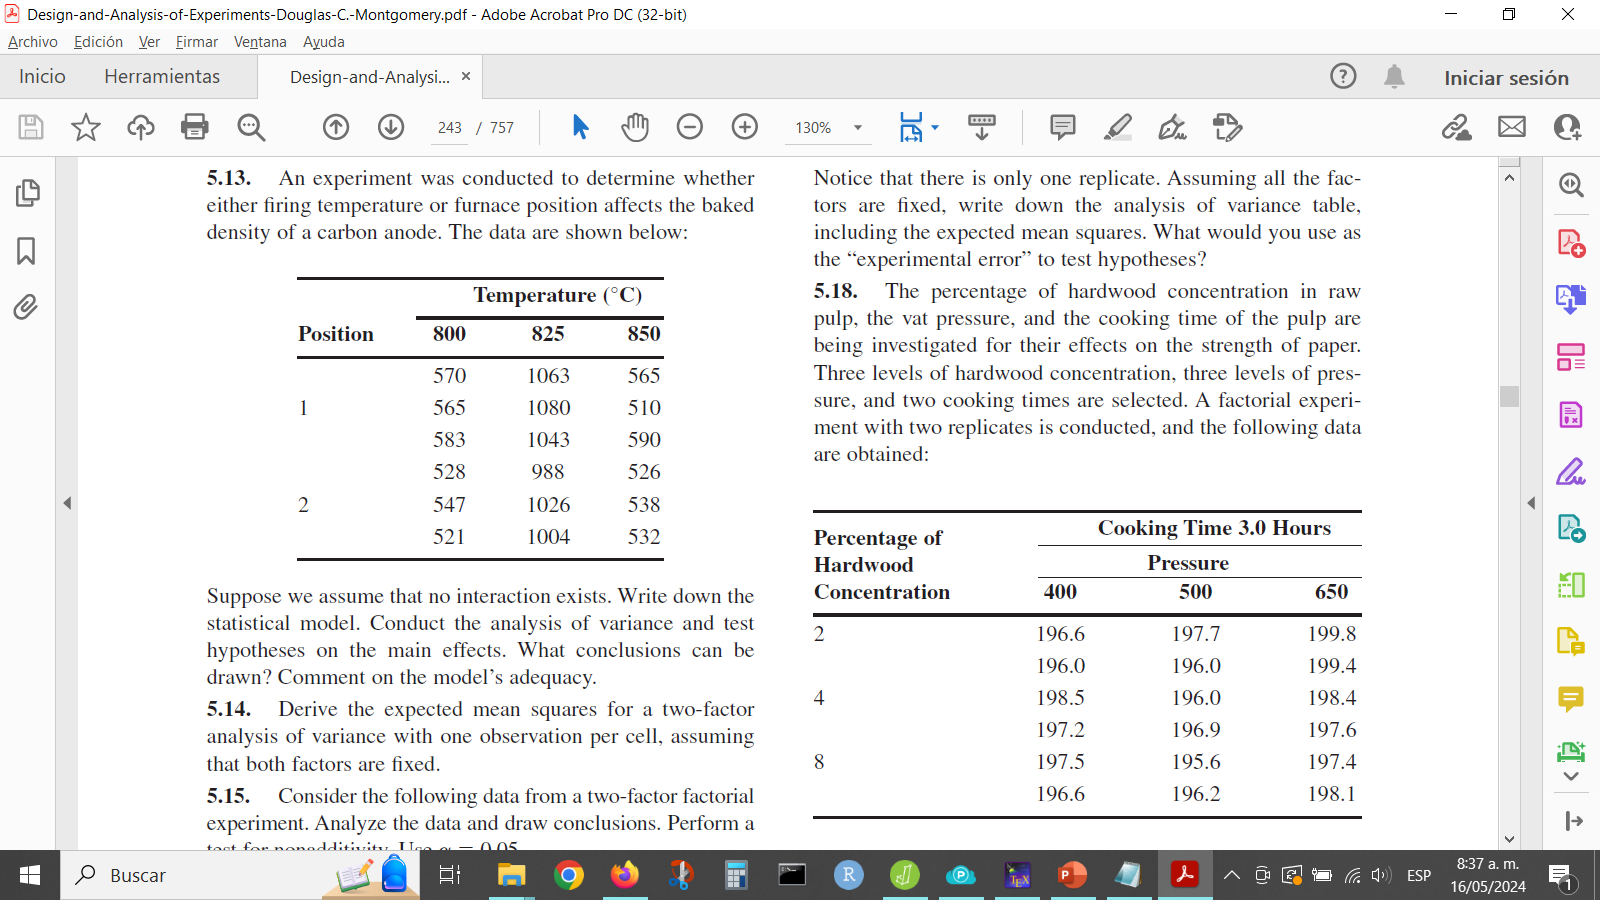 Design-and-Analysis-of-Experiments-Douglas-C.-Montgomery.pdf - Adobe Acrobat Pro DC (32-bit)
Archivo Edición Ver Firmar Ventana Ayuda
Inicio Herramientas Design-and-Analysi... × Iniciar sesión
243 / 757 130%
5.13. An experiment was conducted to determine whether
either firing temperature or furnace position affects the baked
density of a carbon anode. The data are shown below:
Temperature (°C)
Position 800 825 850
570 1063 565
1 565 1080 510
583 1043 590
528 988 526
2 547 1026 538
521 1004 532
Suppose we assume that no interaction exists. Write down the
statistical model. Conduct the analysis of variance and test
hypotheses on the main effects. What conclusions can be
drawn? Comment on the model's adequacy.
5.14. Derive the expected mean squares for a two-factor
analysis of variance with one observation per cell, assuming
that both factors are fixed.
5.15. Consider the following data from a two-factor factorial
experiment. Analyze the data and draw conclusions. Perform a
test for nonadditivity. Use α = 0.05.
Notice that there is only one replicate. Assuming all the fac-
tors are fixed, write down the analysis of variance table,
including the expected mean squares. What would you use as
the “experimental error” to test hypotheses?
5.18. The percentage of hardwood concentration in raw
pulp, the vat pressure, and the cooking time of the pulp are
being investigated for their effects on the strength of paper.
Three levels of hardwood concentration, three levels of pres-
sure, and two cooking times are selected. A factorial experi-
ment with two replicates is conducted, and the following data
are obtained:
Cooking Time 3.0 Hours
Percentage of
Hardwood
Concentration
Pressure
400 500 650
2 196.6 197.7 199.8
196.0 196.0 199.4
4 198.5 196.0 198.4
197.2 196.9 197.6
8 197.5 195.6 197.4
196.6 196.2 198.1
Buscar
R
P
TEX
P
ESP
8:37 a. m.
16/05/2024
1